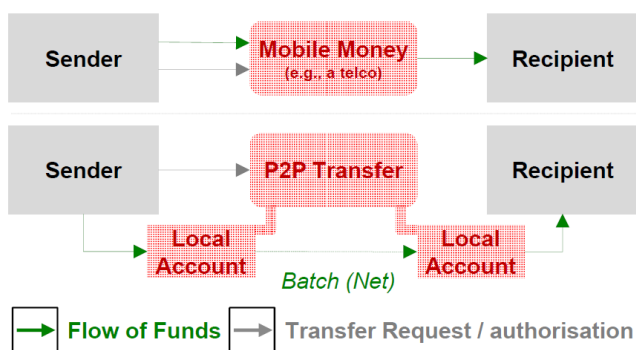 Sender
Mobile Money
(e.g., a telco)
Recipient
Sender
P2P Transfer
Recipient
Local
Account
Local
Account
Batch (Net)
Flow of Funds
Transfer Request / authorisation